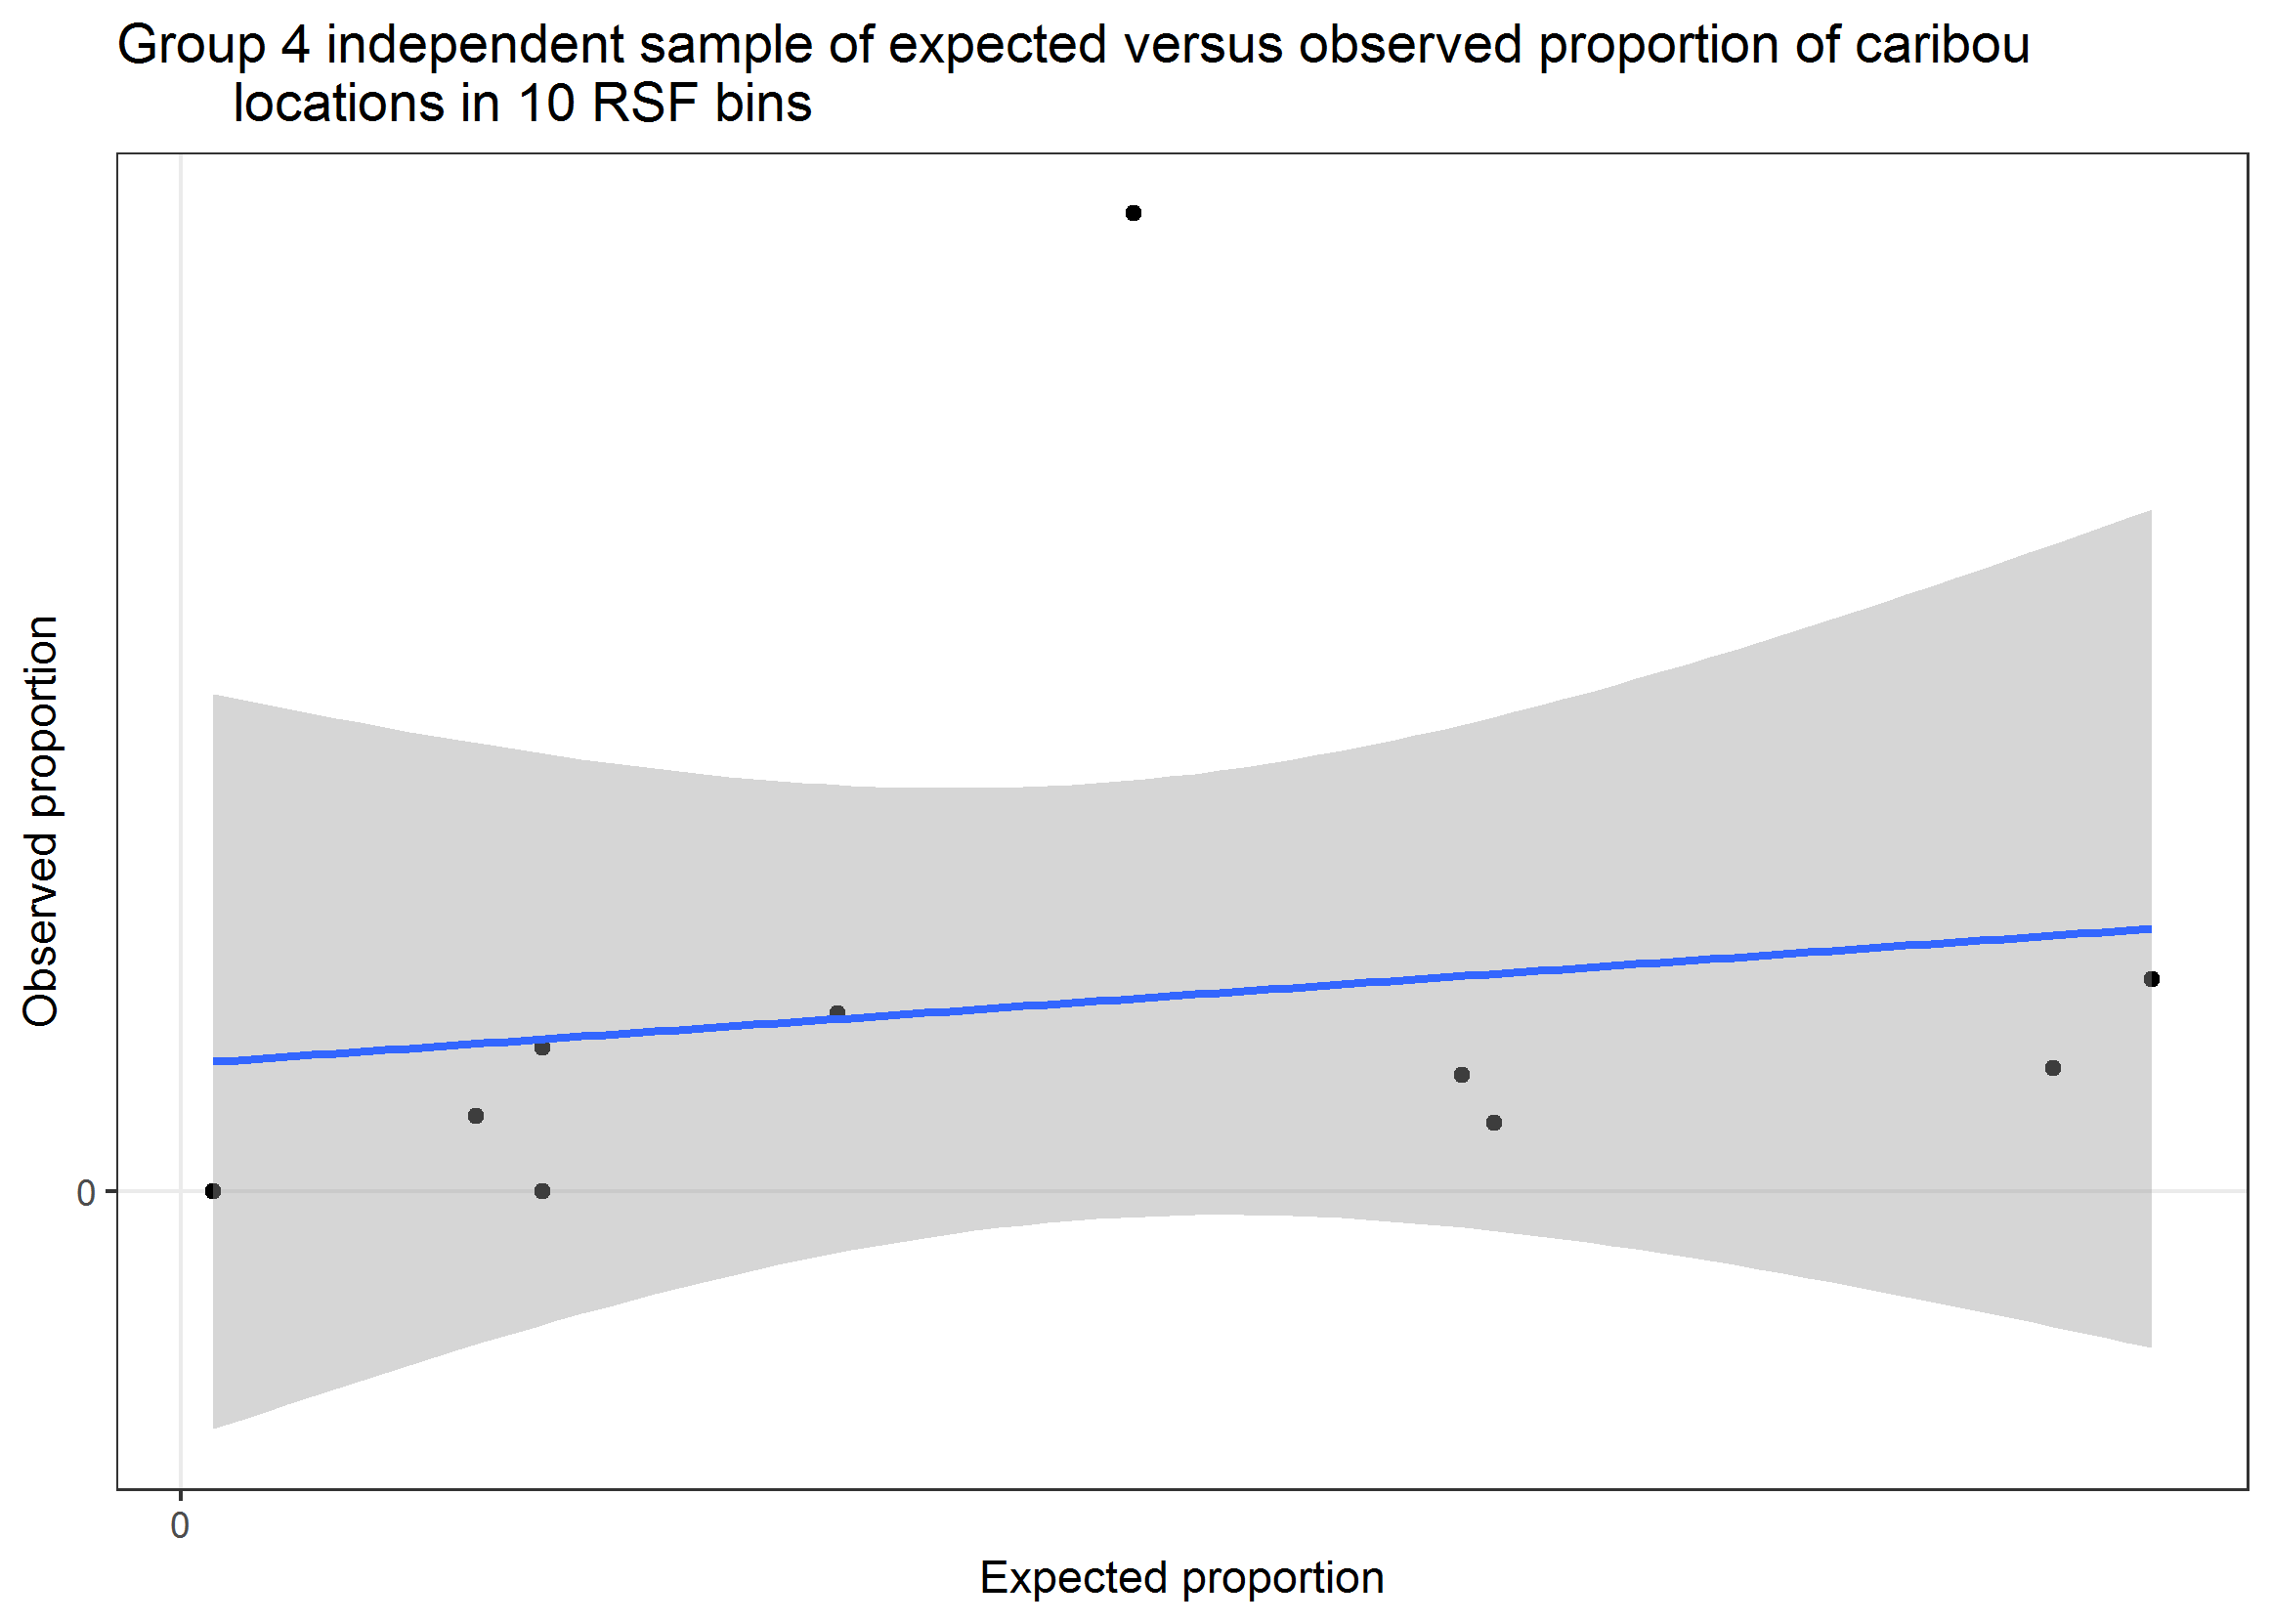 Group 4 independent sample of expected versus observed proportion of caribou
locations in 10 RSF bins
Observed proportion
0
0
Expected proportion